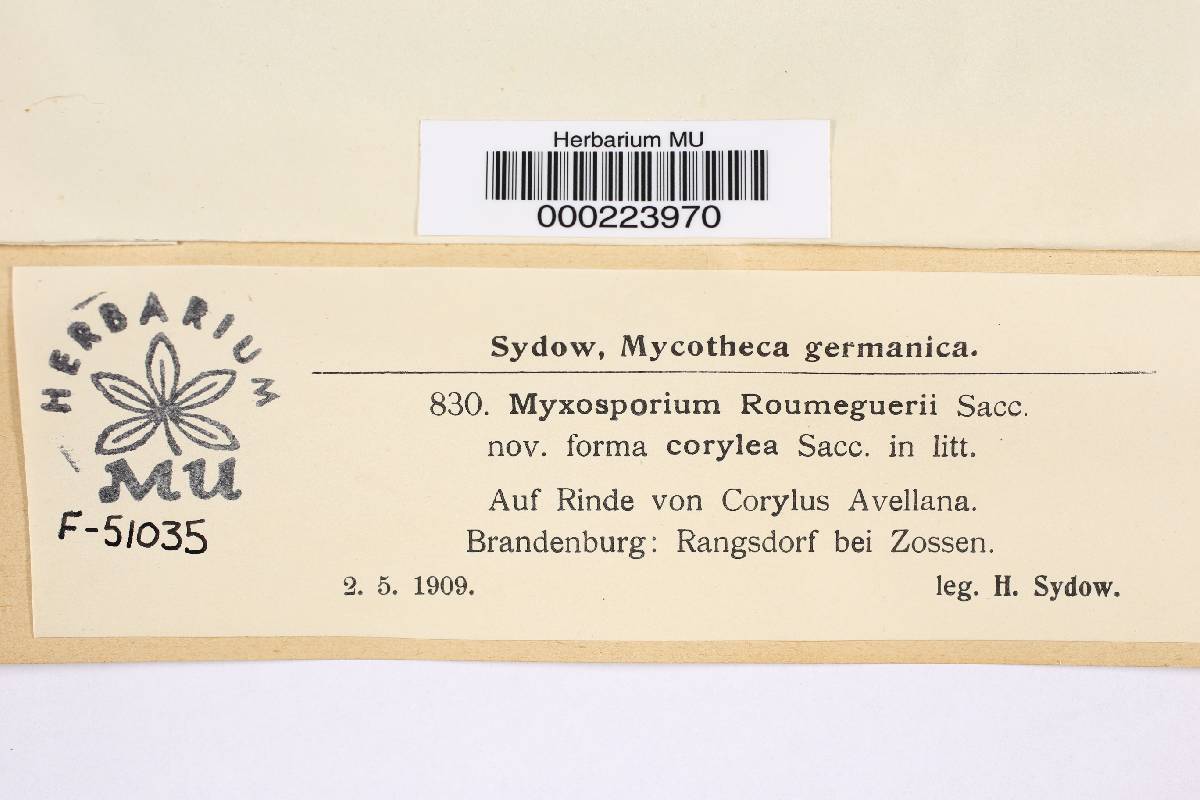 Herbarium MU
000223970
HERBARIUM
MU
F-51035
Sydow, Mycotheca germanica.
830. Myxosporium Roumeguerii Sacc.
nov. forma corylea Sacc. in litt.
Auf Rinde von Corylus Avellana.
Brandenburg: Rangsdorf bei Zossen.
2. 5. 1909. leg. H. Sydow.